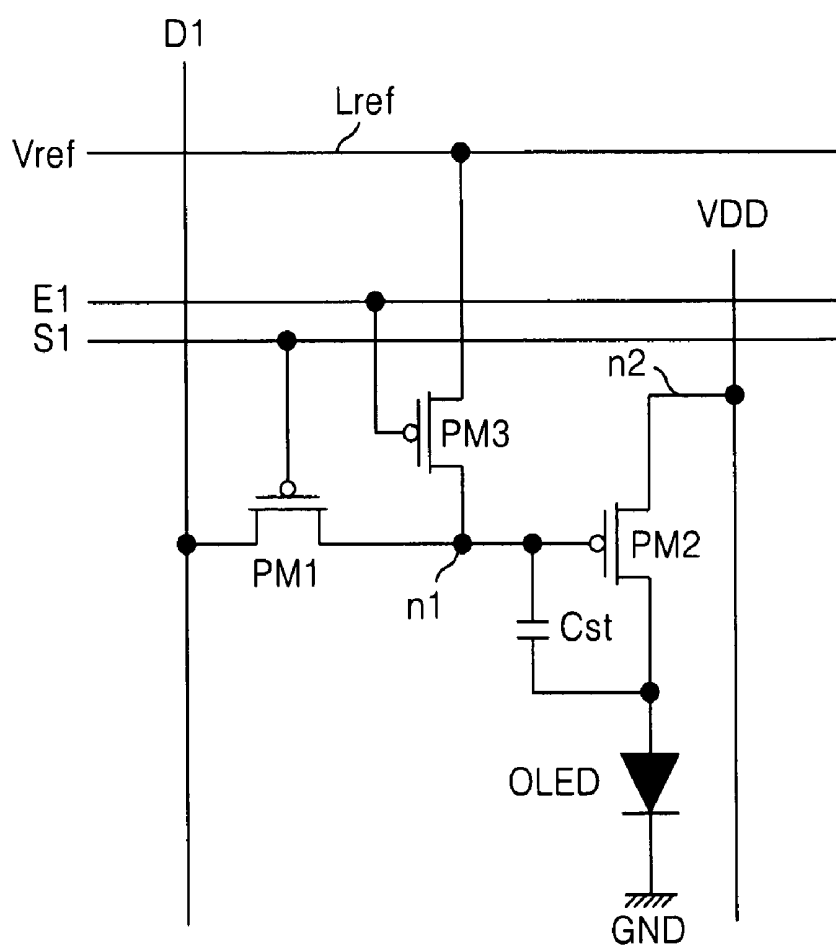 D1
Lref
Vref
VDD
E1
S1
n2
PM3
PM1
n1
PM2
Cst
OLED
GND